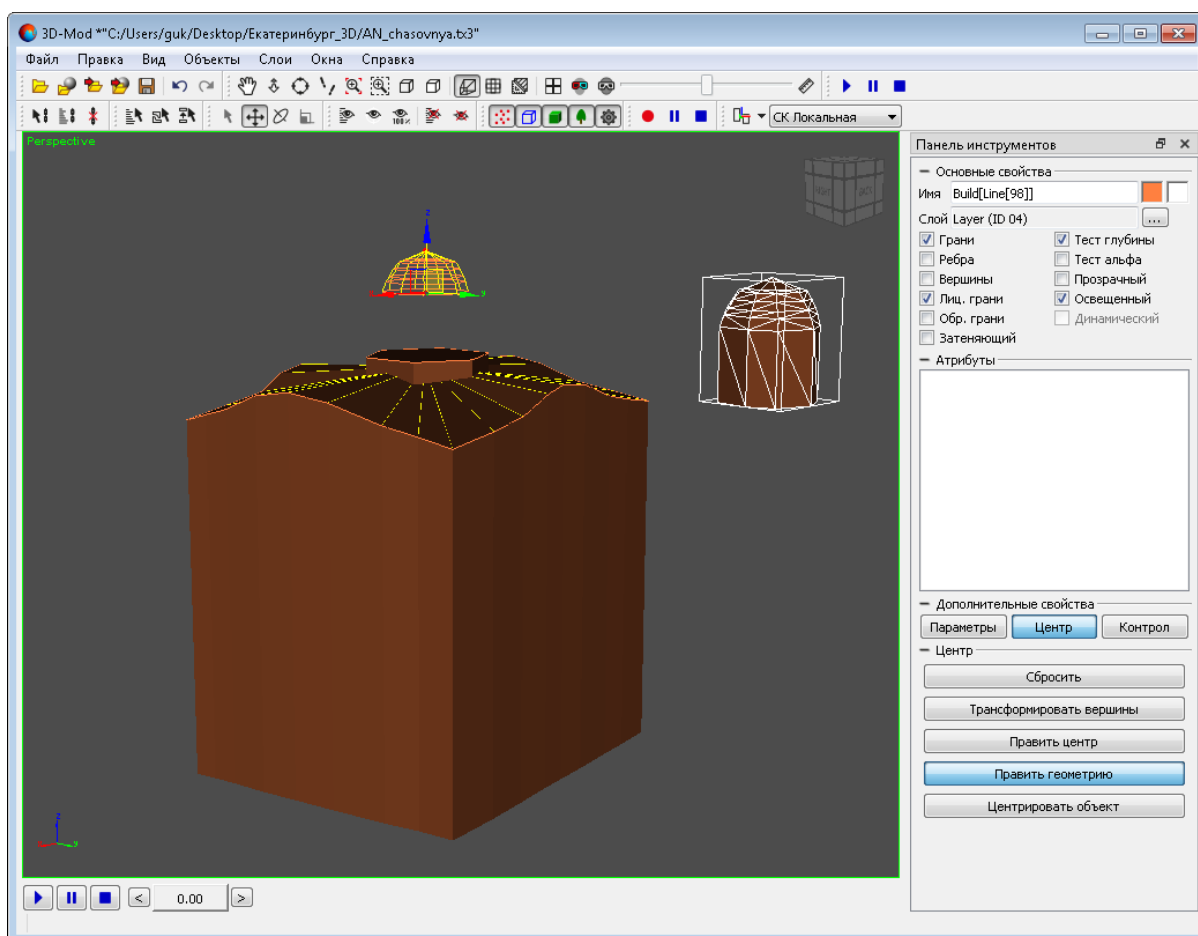 3D-Mod *"C:/Users/guk/Desktop/Екатеринбург_3D/AN_chasovnya.tx3"
Файл Правка Вид Объекты Слои Окна Справка
100%
СК Локальная
Perspective
Панель инструментов
Основные свойства
Имя Build[Line[98]]
Слой Layer (ID 04) ...
Грани Тест глубины
Ребра Тест альфа
Вершины Прозрачный
Лиц. грани Освещенный
Обр. грани Динамический
Затеняющий
Атрибуты
Дополнительные свойства
Параметры Центр Контрол
Центр
Сбросить
Трансформировать вершины
Править центр
Править геометрию
Центрировать объект
z
y
z
x y
< 0.00 >